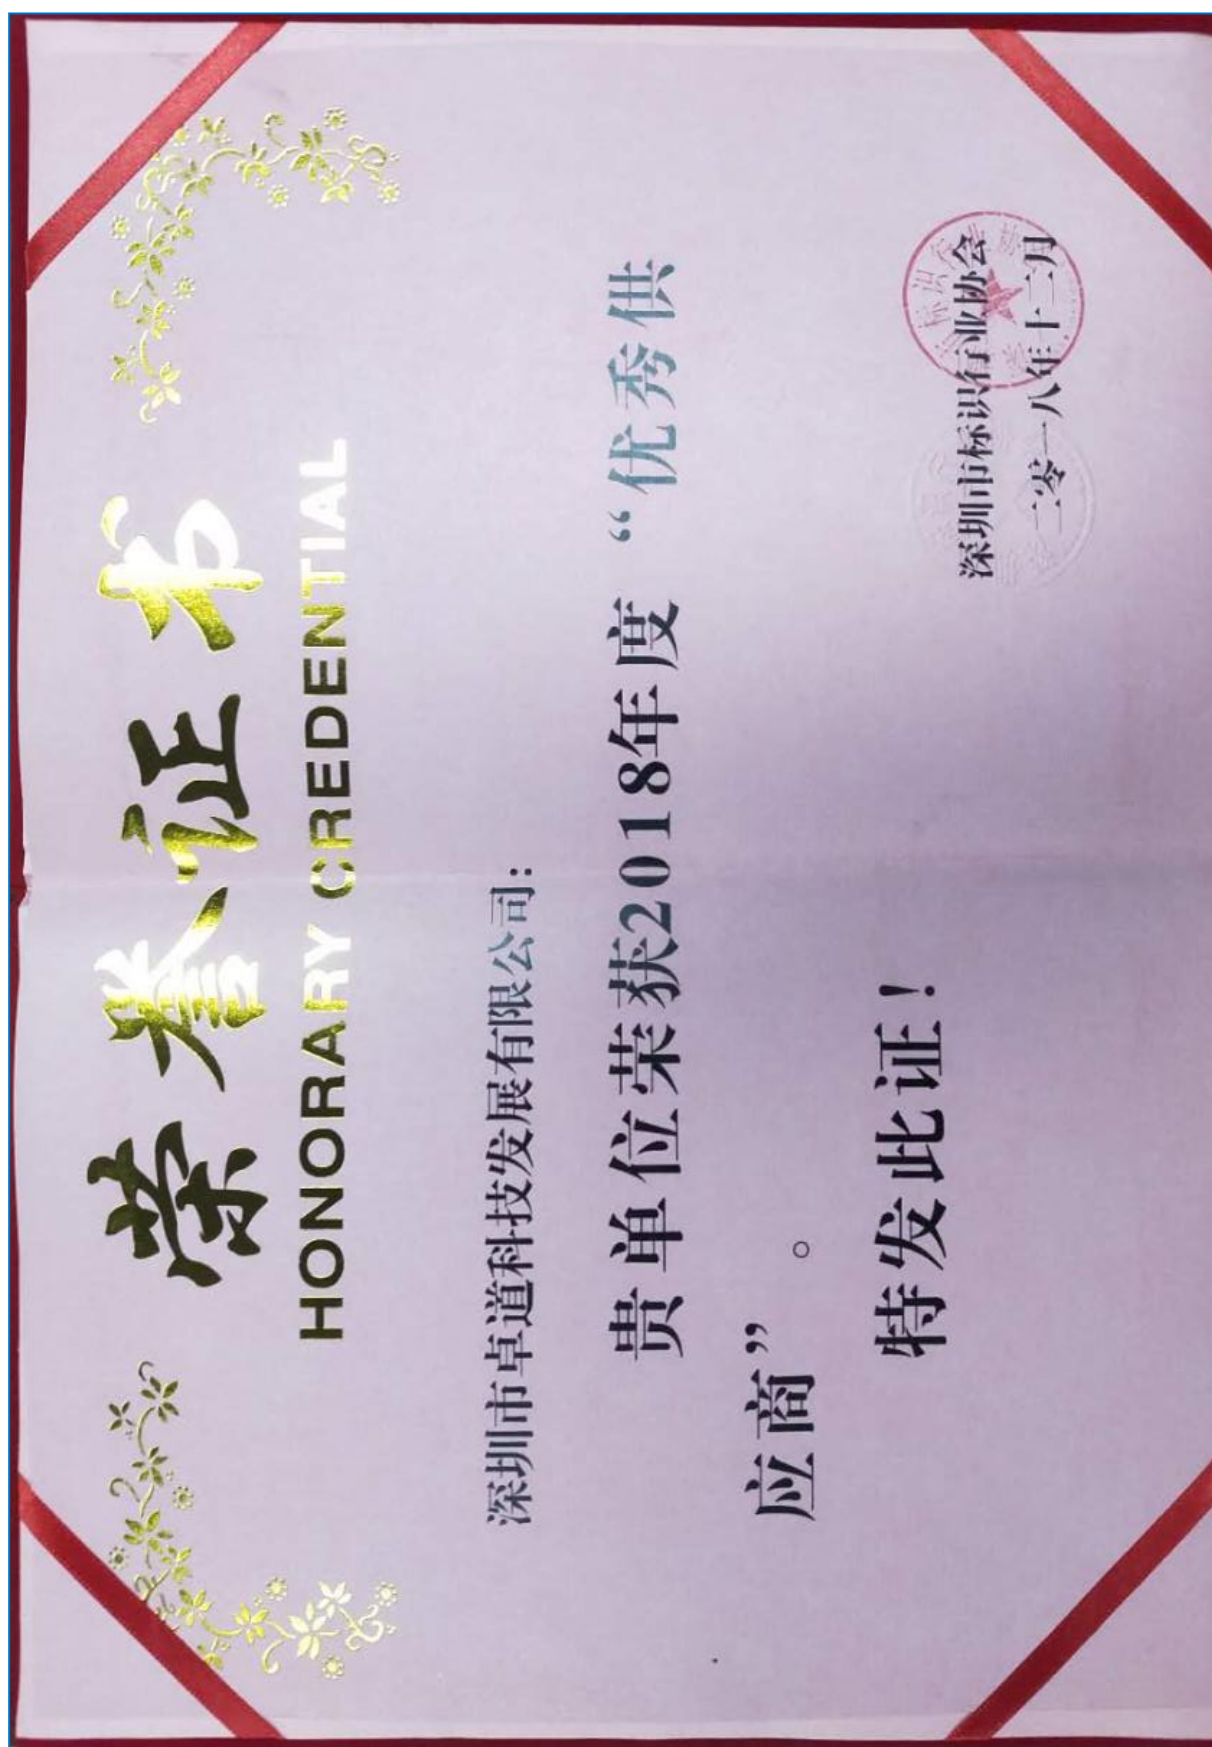 荣誉证书
HONORARY CREDENTIAL
深圳市卓道科技发展有限公司：
贵单位荣获2018年度“优秀供
应商”。
特发此证！
深圳市标识行业协会
二零一八年十二月